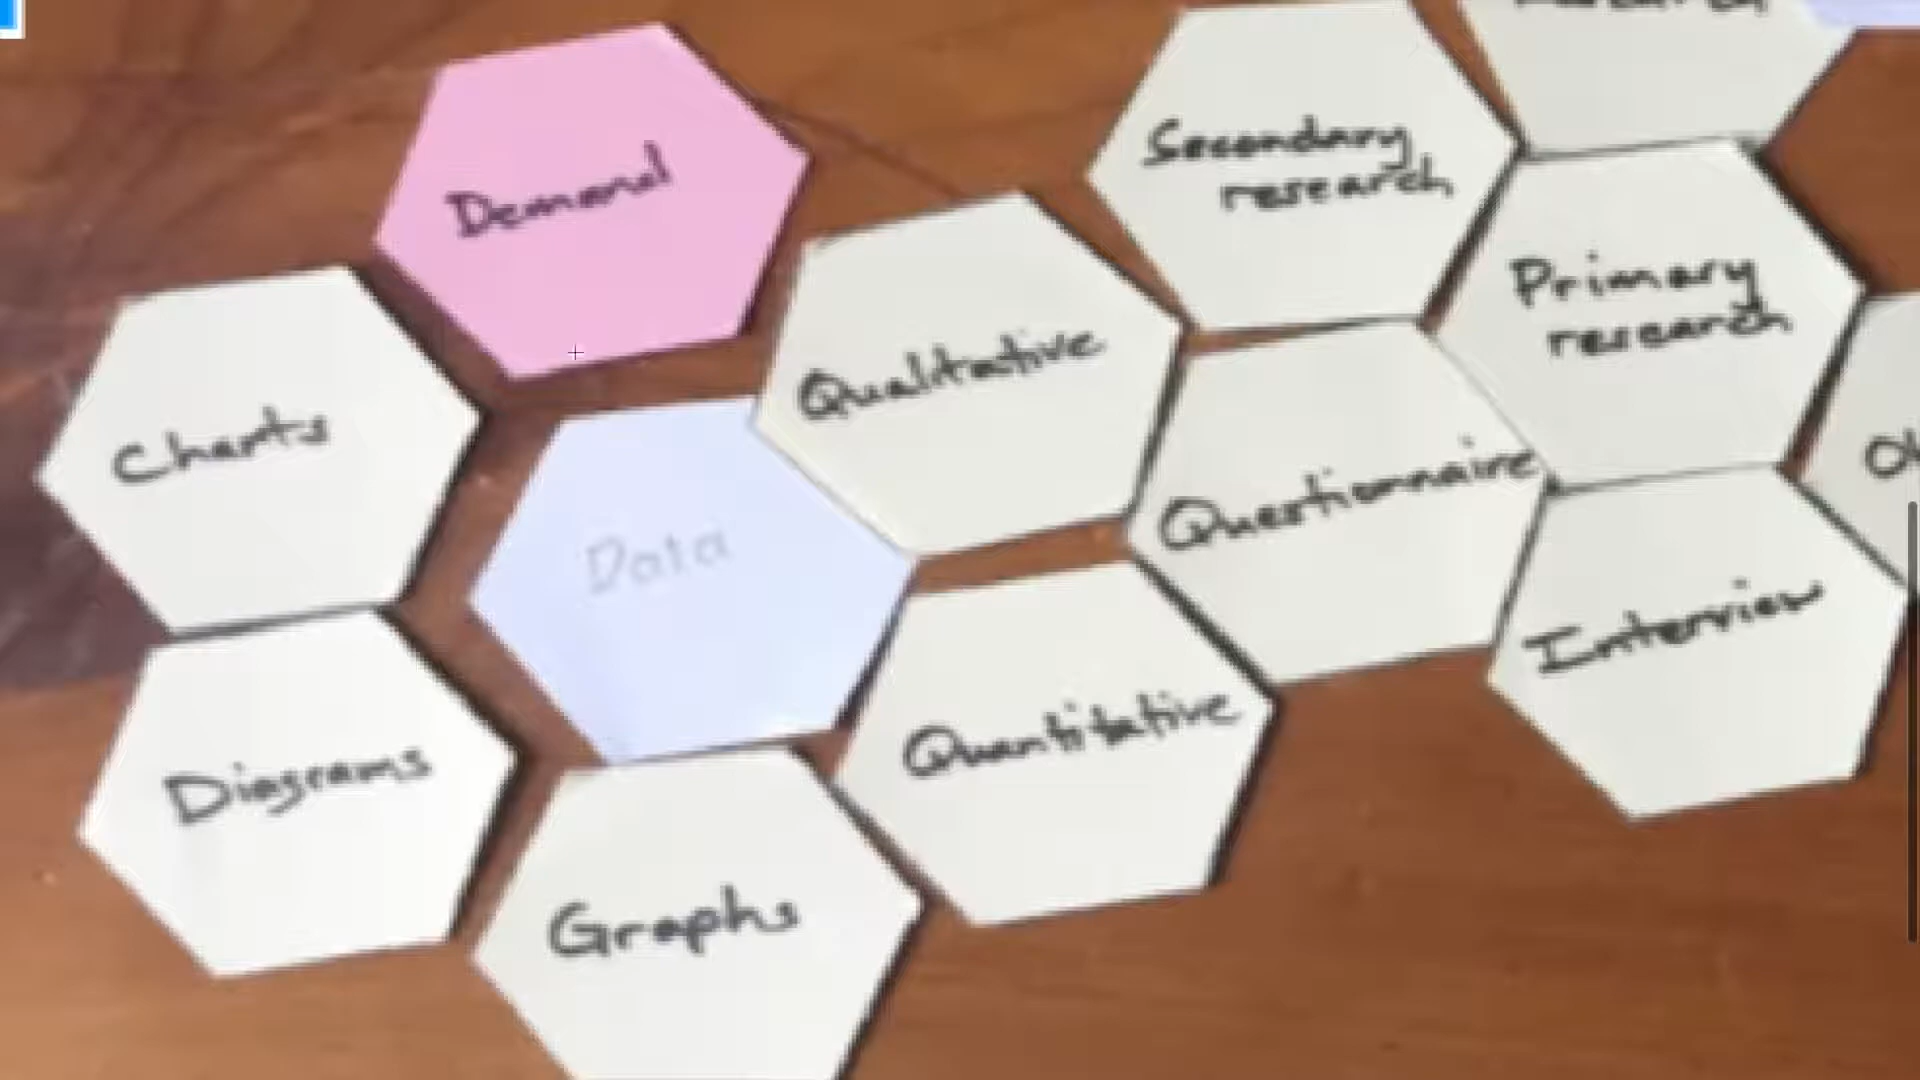 Demand
Secondary
research
Primary
research
Qualitative
Charts
Questionnaire
Data
Interview
Quantitative
Diagrams
Graphs